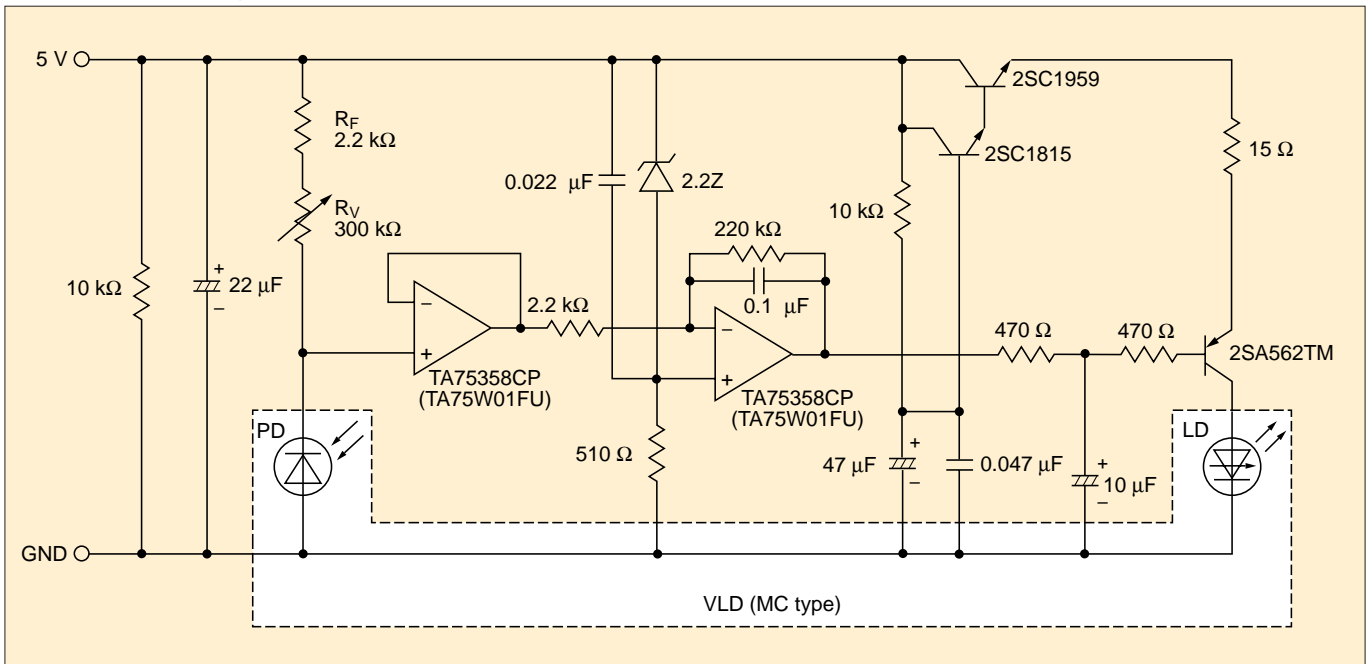 5 V
2SC1959
R_F
2.2 kΩ
15 Ω
2SC1815
0.022 µF
2.2Z
R_V
300 kΩ
10 kΩ
220 kΩ
10 kΩ
+
22 µF
–
0.1 µF
2.2 kΩ
–
–
470 Ω
470 Ω
+
2SA562TM
TA75358CP
(TA75W01FU)
+
TA75358CP
(TA75W01FU)
PD
LD
510 Ω
+
47 µF
–
0.047 µF
+
10 µF
–
GND
VLD (MC type)